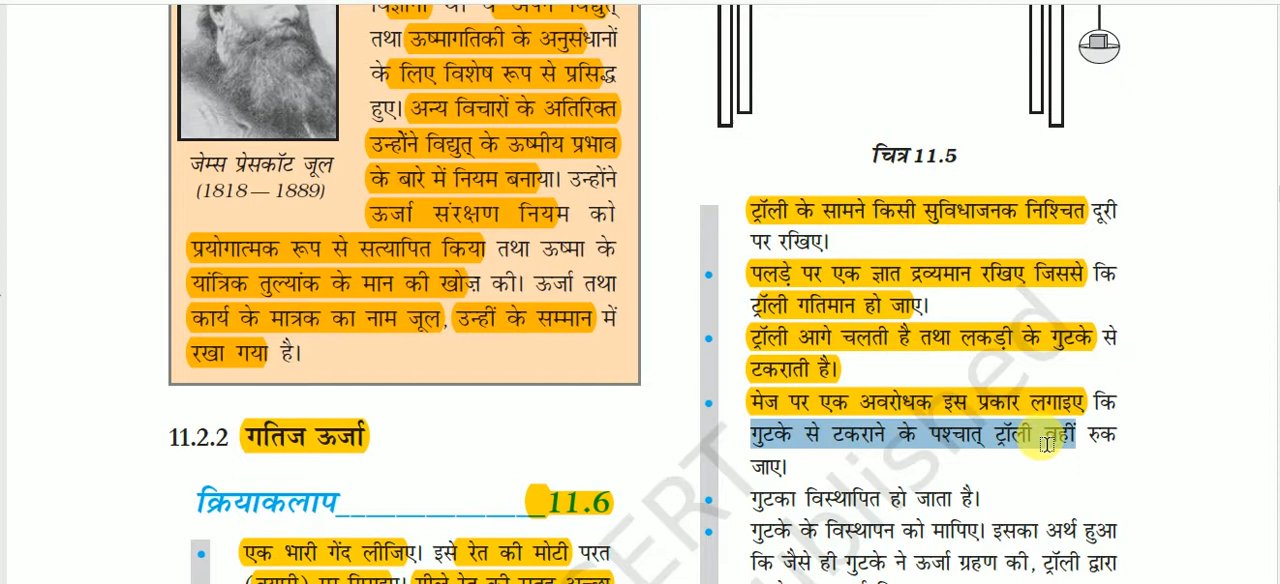 तथा ऊष्मागतिकी के अनुसंधानों
के लिए विशेष रूप से प्रसिद्ध
हुए। अन्य विचारों के अतिरिक्त
उन्होंने विद्युत् के ऊष्मीय प्रभाव
के बारे में नियम बनाया। उन्होंने
ऊर्जा संरक्षण नियम को
प्रयोगात्मक रूप से सत्यापित किया तथा ऊष्मा के
यांत्रिक तुल्यांक के मान की खोज़ की। ऊर्जा तथा
कार्य के मात्रक का नाम जूल, उन्हीं के सम्मान में
रखा गया है।
जेम्स प्रेसकॉट जूल
(1818— 1889)
11.2.2 गतिज ऊर्जा
क्रियाकलाप 11.6
एक भारी गेंद लीजिए। इसे रेत की मोटी परत
चित्र 11.5
ट्रॉली के सामने किसी सुविधाजनक निश्चित दूरी
पर रखिए।
पलड़े पर एक ज्ञात द्रव्यमान रखिए जिससे कि
ट्रॉली गतिमान हो जाए।
ट्रॉली आगे चलती है तथा लकड़ी के गुटके से
टकराती है।
मेज पर एक अवरोधक इस प्रकार लगाइए कि
गुटके से टकराने के पश्चात् ट्रॉली वहीं रुक
जाए।
गुटका विस्थापित हो जाता है।
गुटके के विस्थापन को मापिए। इसका अर्थ हुआ
कि जैसे ही गुटके ने ऊर्जा ग्रहण की, ट्रॉली द्वारा